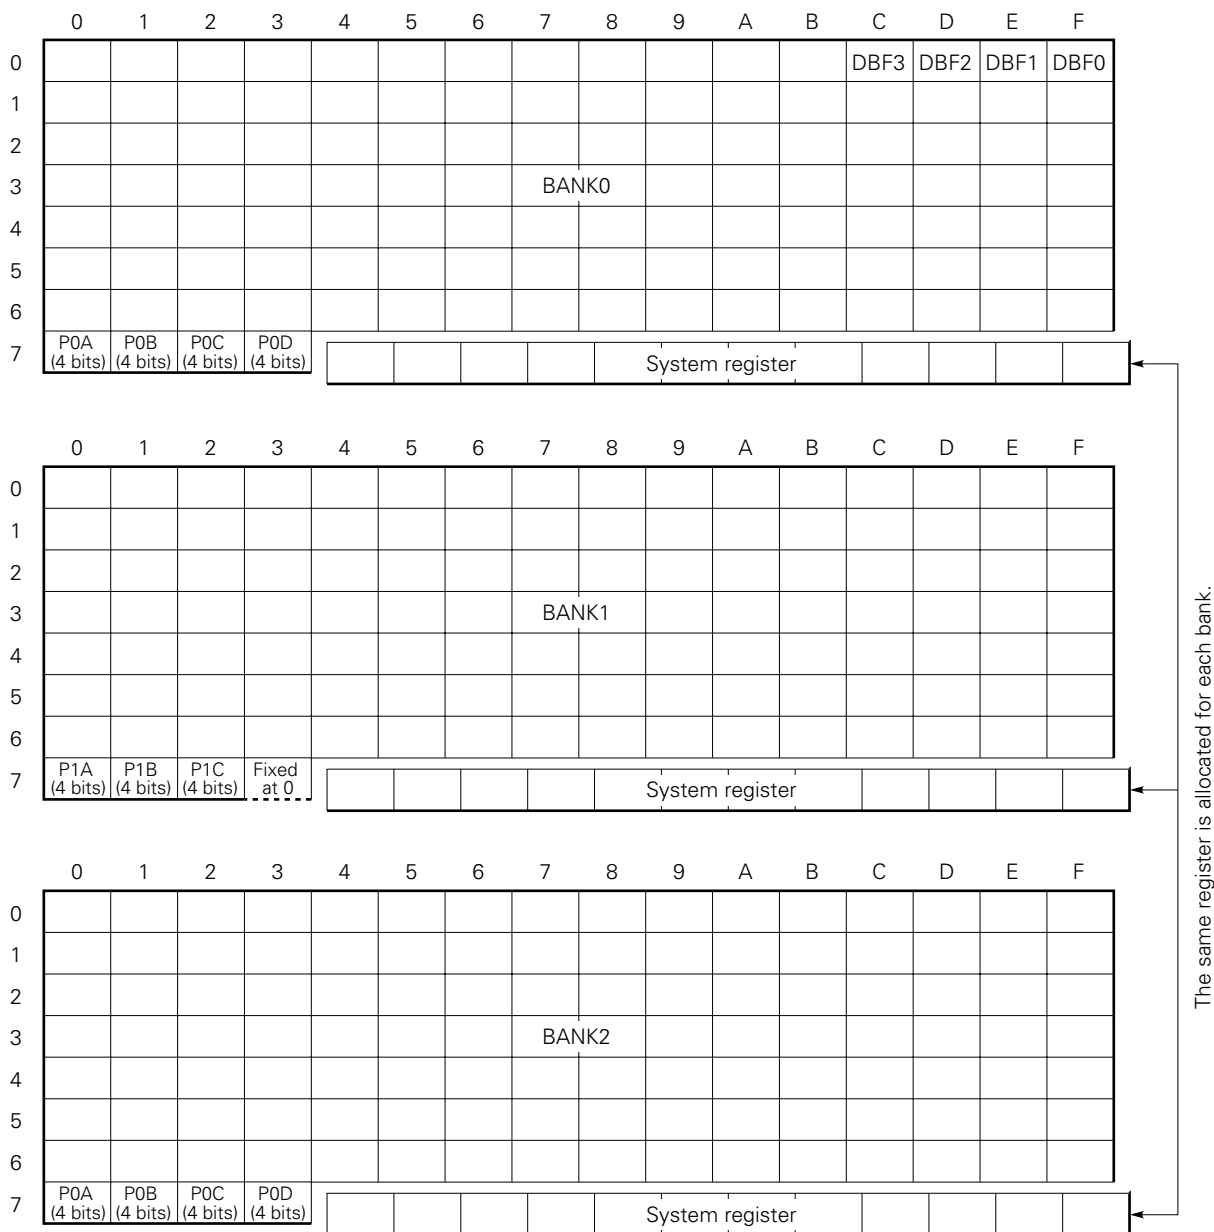 0 1 2 3 4 5 6 7 8 9 A B C D E F
0 DBF3 DBF2 DBF1 DBF0
1
2
3 BANK0
4
5
6
7 P0A P0B P0C P0D
(4 bits) (4 bits) (4 bits) (4 bits) System register
0 1 2 3 4 5 6 7 8 9 A B C D E F
0
1
2
3 BANK1
4
5
6
7 P1A P1B P1C Fixed
(4 bits) (4 bits) (4 bits) at 0 System register
0 1 2 3 4 5 6 7 8 9 A B C D E F
0
1
2
3 BANK2
4
5
6
7 P0A P0B P0C P0D
(4 bits) (4 bits) (4 bits) (4 bits) System register
The same register is allocated for each bank.